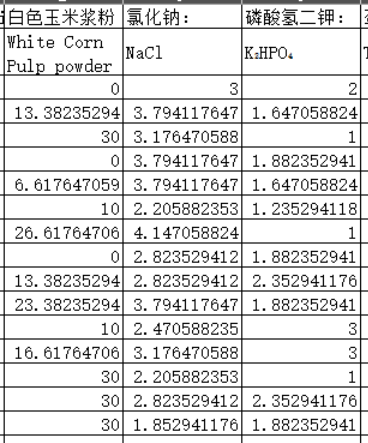 白色玉米浆粉 氯化钠： 磷酸氢二钾：
White Corn
Pulp powder NaCl K₂HPO₄
0 3 2
13.38235294 3.794117647 1.647058824
30 3.176470588 1
0 3.794117647 1.882352941
6.617647059 3.794117647 1.647058824
10 2.205882353 1.235294118
26.61764706 4.147058824 1
0 2.823529412 1.882352941
13.38235294 2.823529412 2.352941176
23.38235294 3.794117647 1.882352941
10 2.470588235 3
16.61764706 3.176470588 3
30 2.205882353 1
30 2.823529412 2.352941176
30 1.852941176 1.882352941